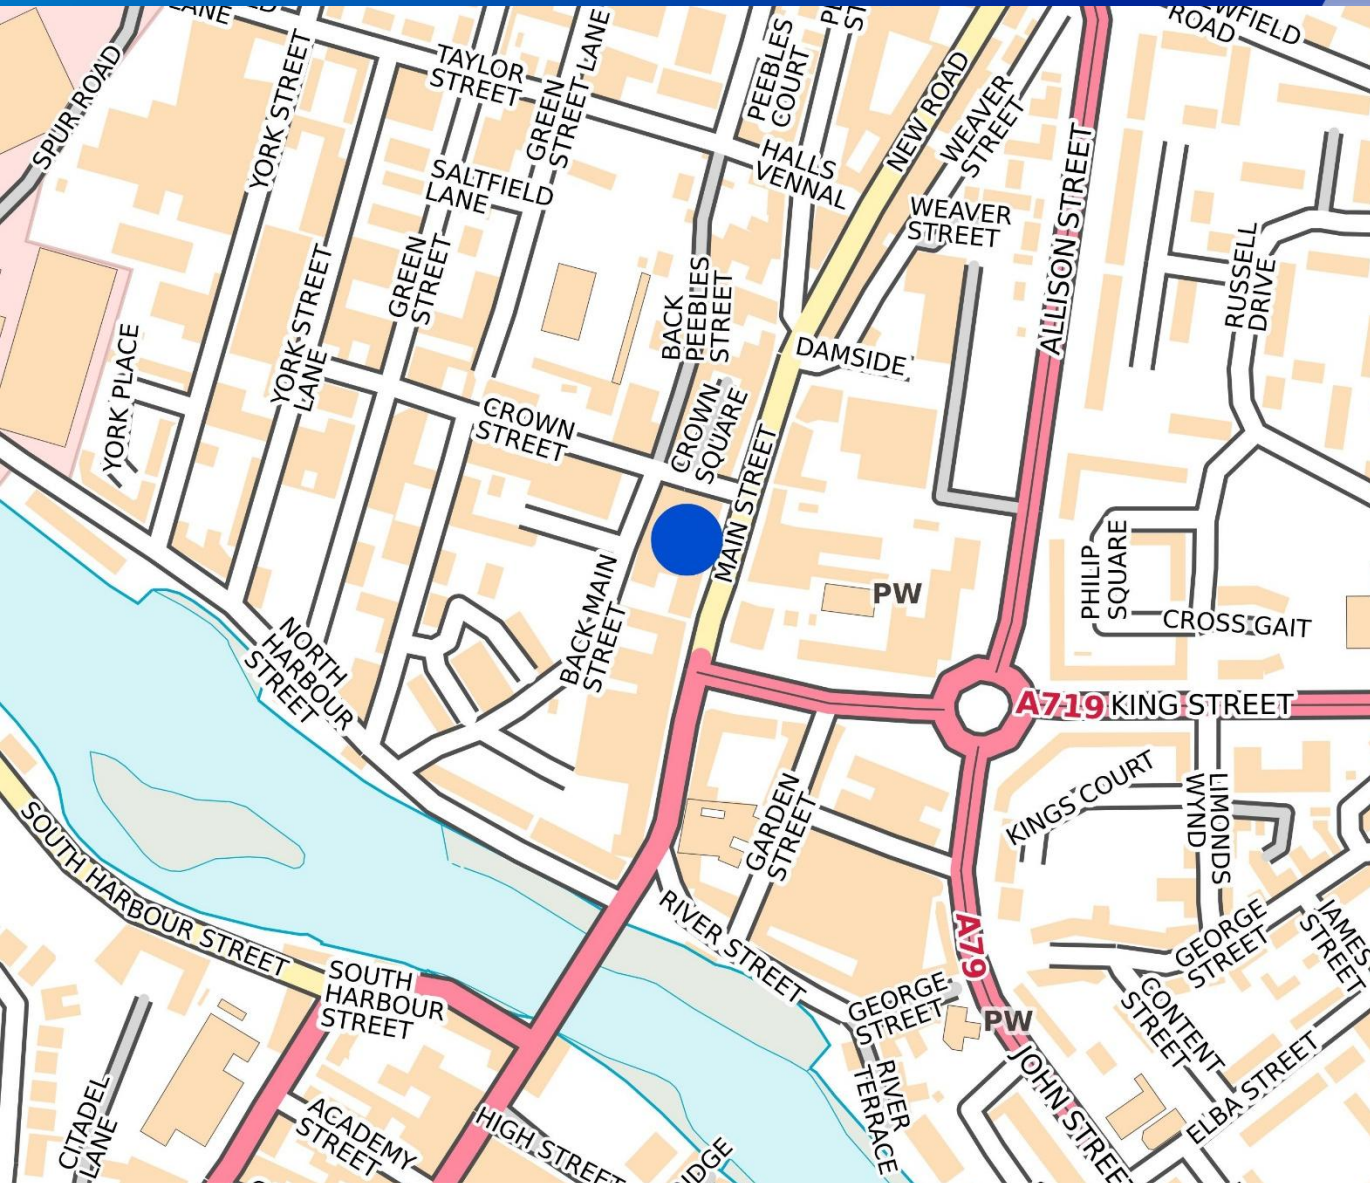 LANE
SPUR ROAD
YORK STREET
TAYLOR
STREET
GREEN
STREET LANE
PEEBLES
COURT
NEW ROAD
WEAVER
STREET
ROAD
HALLS
VENNAL
SALTFIELD
LANE
WEAVER
STREET
ALLISON STREET
RUSSELL
DRIVE
GREEN
STREET
YORK STREET
LANE
BACK
PEEBLES
STREET
YORK PLACE
DAMSIDE
CROWN
STREET
CROWN
SQUARE
MAIN STREET
PHILIP
SQUARE
PW
CROSS GAIT
BACK MAIN
STREET
NORTH
HARBOUR
STREET
A719 KING STREET
KINGS COURT
LIMONDS
WYND
GARDEN
STREET
SOUTH HARBOUR STREET
RIVER STREET
A79
GEORGE
STREET
JAMES
STREET
SOUTH
HARBOUR
STREET
GEORGE
STREET
PW
CONTENT
STREET
JOHN STREET
ELBA STREET
RIVER
TERRACE
CITADEL
LANE
ACADEMY
STREET
HIGH STREET